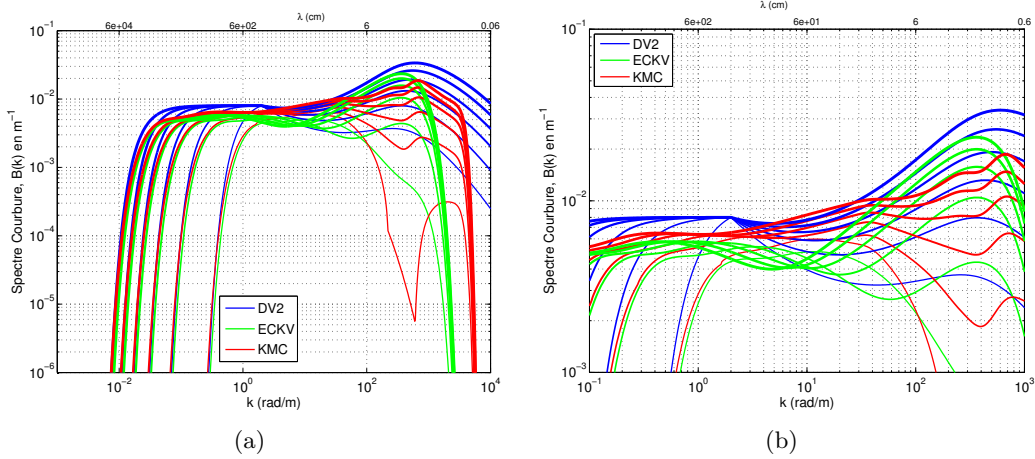 λ (cm)
6e+04 6e+02 6 0.06
10^-1
10^-2
10^-3
10^-4
10^-5
10^-6
Spectre Courbure, B(k) en m^-1
DV2
ECKV
KMC
10^-2 10^0 10^2 10^4
k (rad/m)
(a)
λ (cm)
6e+02 6e+01 6 0.6
10^-1
10^-2
10^-3
Spectre Courbure, B(k) en m^-1
DV2
ECKV
KMC
10^-1 10^0 10^1 10^2 10^3
k (rad/m)
(b)